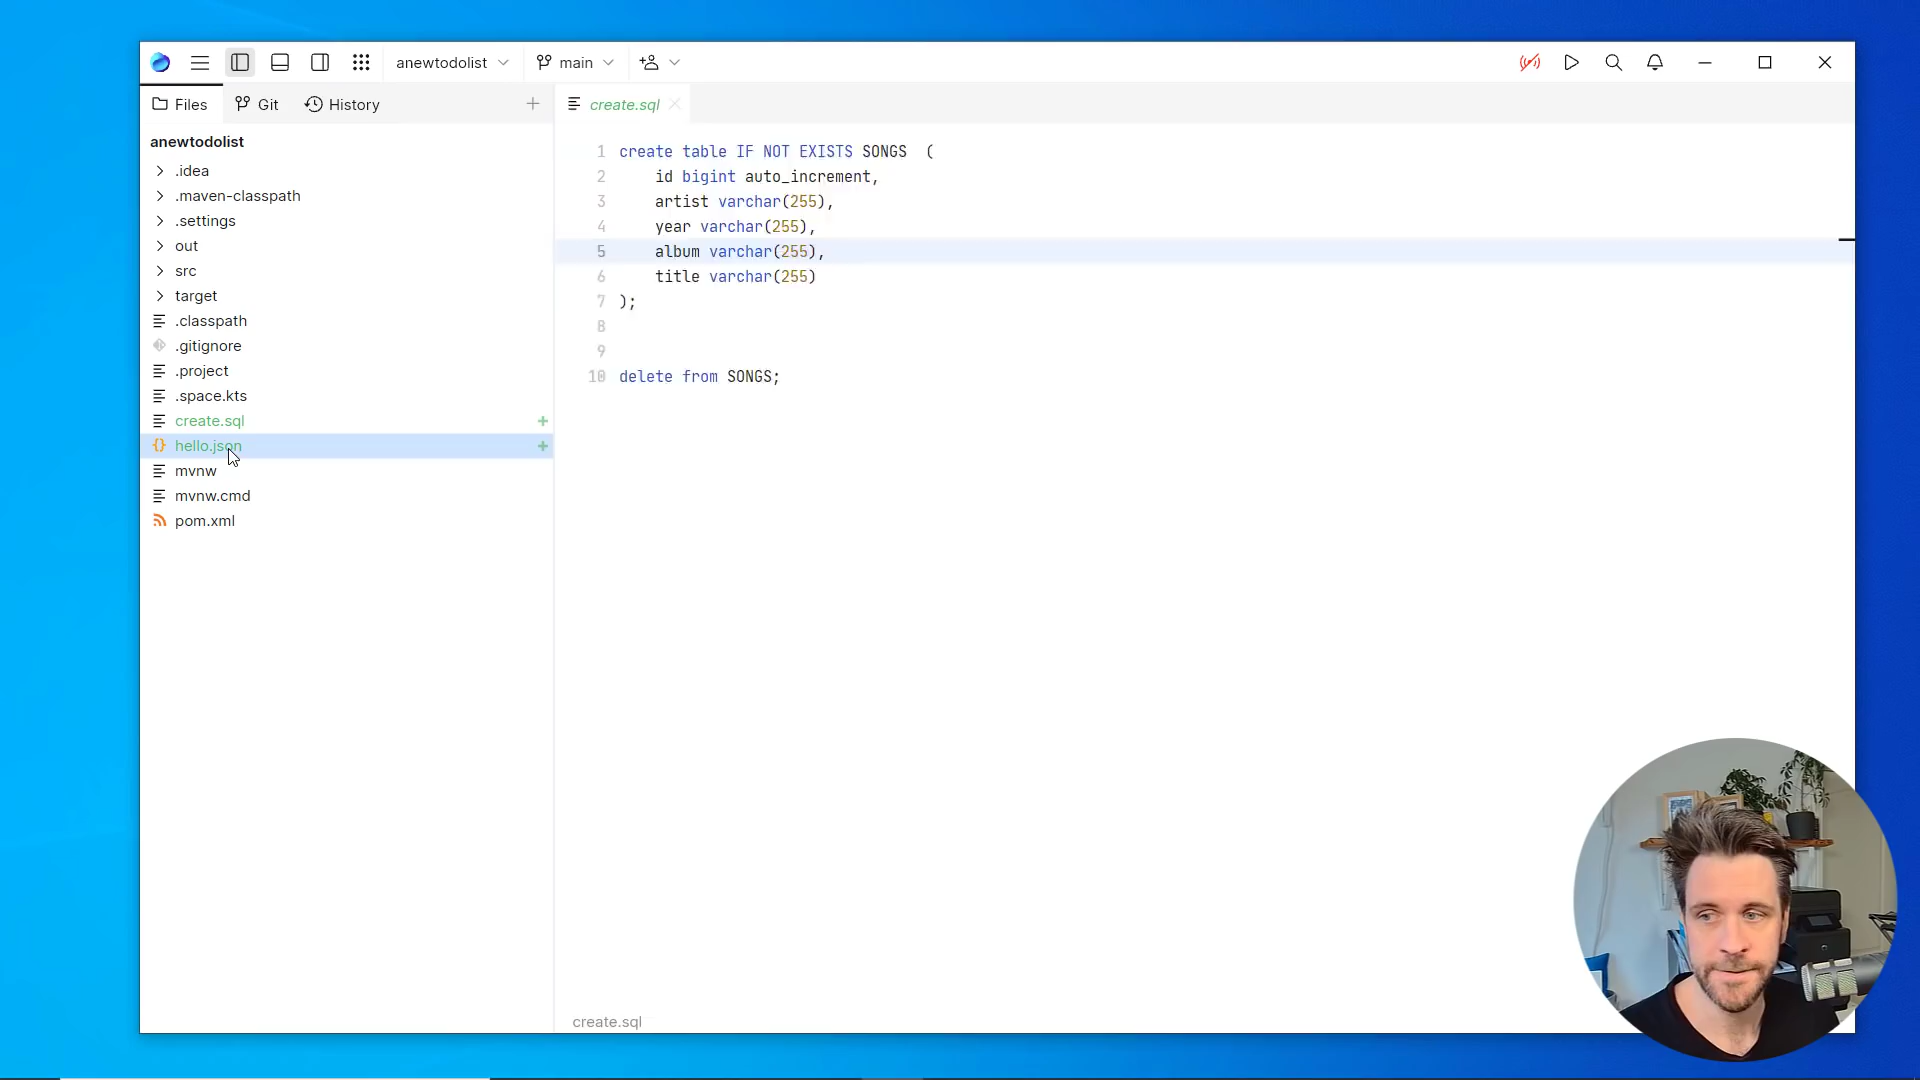 anewtodolist main
Files Git History
create.sql
anewtodolist
.idea
.maven-classpath
.settings
out
src
target
.classpath
.gitignore
.project
.space.kts
create.sql
hello.json
mvnw
mvnw.cmd
pom.xml
1 create table IF NOT EXISTS SONGS (
2 id bigint auto_increment,
3 artist varchar(255),
4 year varchar(255),
5 album varchar(255),
6 title varchar(255)
7 );
8
9
10 delete from SONGS;
create.sql